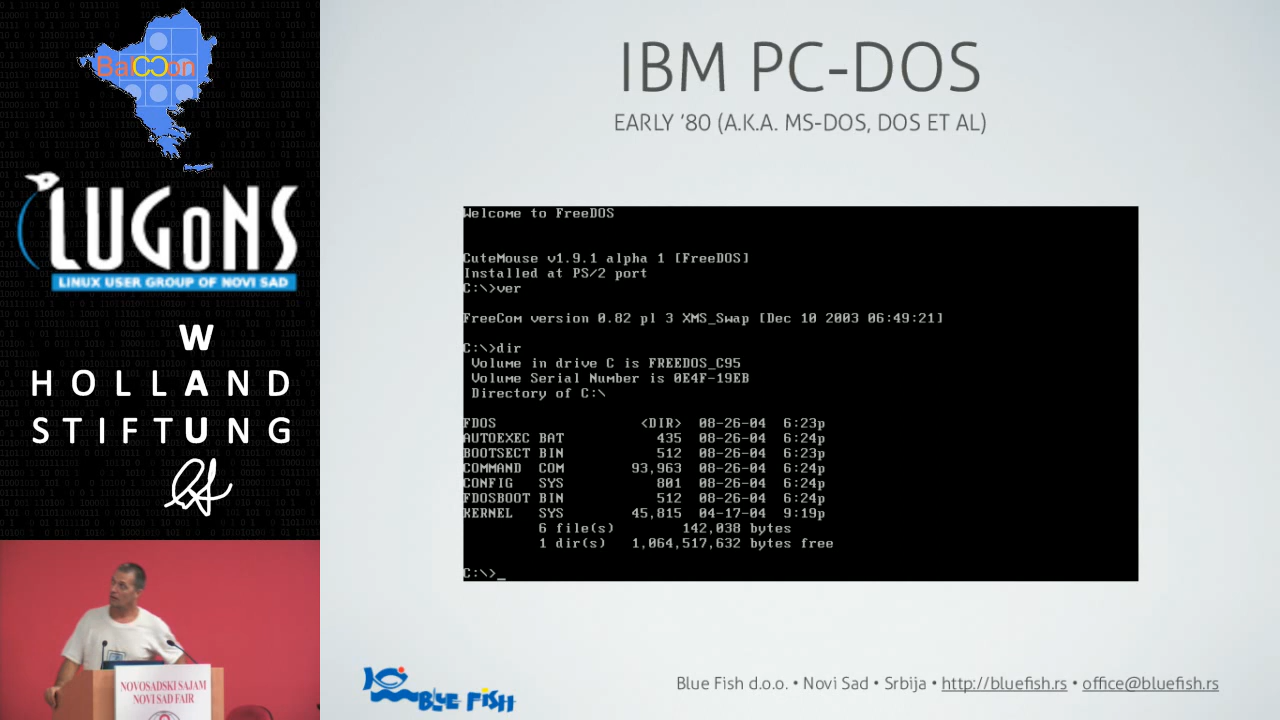 BalCCon
LUGoNS
LINUX USER GROUP OF NOVI SAD
W
HOLLAND
STIFTUNG
NOVOSADSKI SAJAM
NOVI SAD FAIR
IBM PC-DOS
EARLY '80 (A.K.A. MS-DOS, DOS ET AL)
Welcome to FreeDOS
CuteMouse v1.9.1 alpha 1 [FreeDOS]
Installed at PS/2 port
C:\>ver
FreeCom version 0.82 pl 3 XMS_Swap [Dec 10 2003 06:49:21]
C:\>dir
Volume in drive C is FREEDOS_C95
Volume Serial Number is 0E4F-19EB
Directory of C:\
FDOS <DIR> 08-26-04 6:23p
AUTOEXEC BAT 435 08-26-04 6:24p
BOOTSECT BIN 512 08-26-04 6:23p
COMMAND COM 93,963 08-26-04 6:24p
CONFIG SYS 801 08-26-04 6:24p
FDOSBOOT BIN 512 08-26-04 6:24p
KERNEL SYS 45,815 04-17-04 9:19p
6 file(s) 142,038 bytes
1 dir(s) 1,064,517,632 bytes free
C:\>_
BLUE FISH
Blue Fish d.o.o. • Novi Sad • Srbija • http://bluefish.rs • office@bluefish.rs